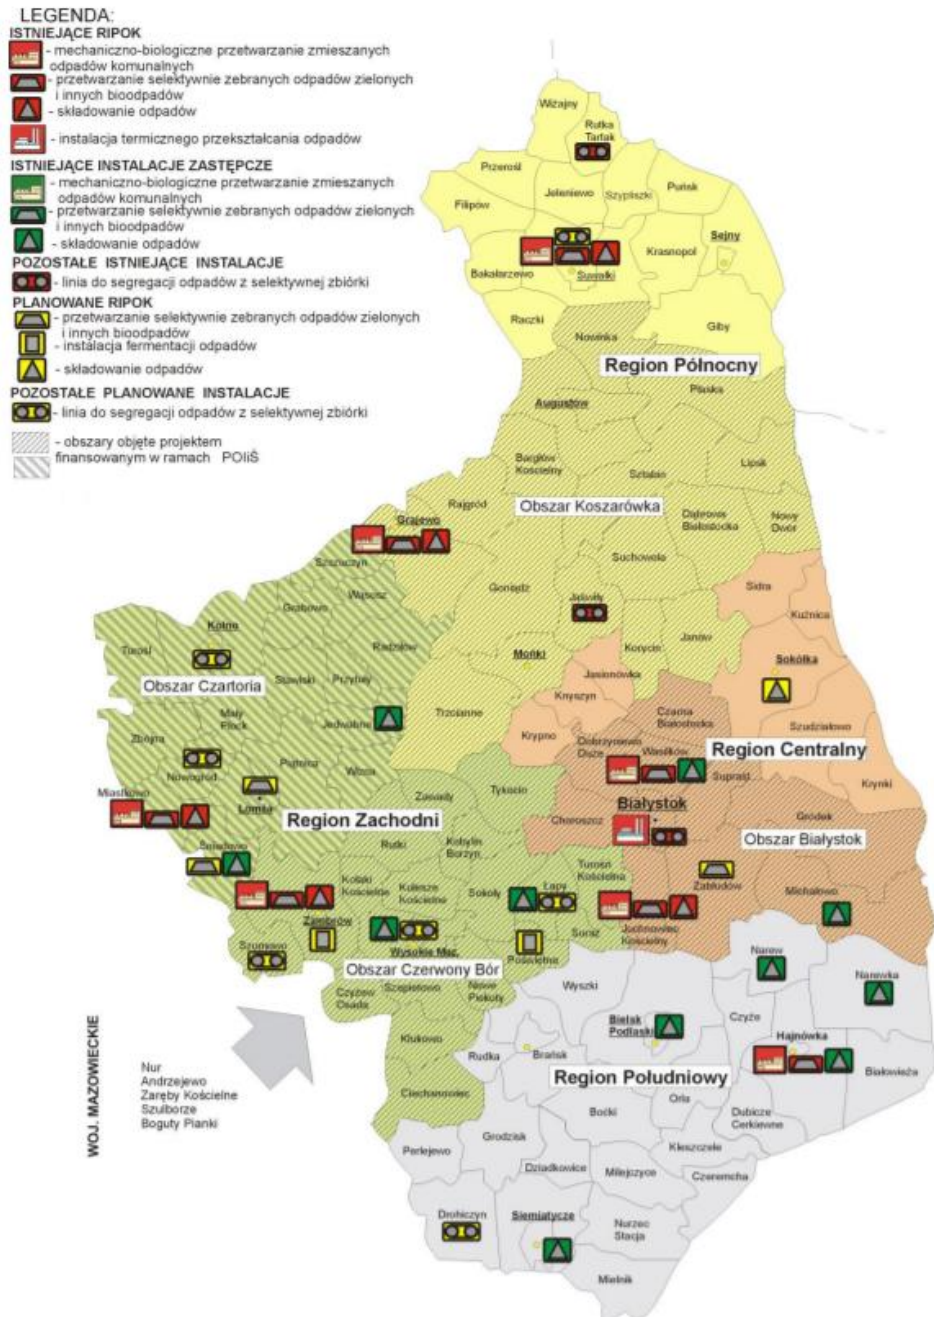 LEGENDA:
ISTNIEJĄCE RIPOK
- mechaniczno-biologiczne przetwarzanie zmieszanych
odpadów komunalnych
- przetwarzanie selektywnie zebranych odpadów zielonych
i innych bioodpadów
- składowanie odpadów
- instalacja termicznego przekształcania odpadów
ISTNIEJĄCE INSTALACJE ZASTĘPCZE
- mechaniczno-biologiczne przetwarzanie zmieszanych
odpadów komunalnych
- przetwarzanie selektywnie zebranych odpadów zielonych
i innych bioodpadów
- składowanie odpadów
POZOSTAŁE ISTNIEJĄCE INSTALACJE
- linia do segregacji odpadów z selektywnej zbiórki
PLANOWANE RIPOK
- przetwarzanie selektywnie zebranych odpadów zielonych
i innych bioodpadów
- instalacja fermentacji odpadów
- składowanie odpadów
POZOSTAŁE PLANOWANE INSTALACJE
- linia do segregacji odpadów z selektywnej zbiórki
- obszary objęte projektem
finansowanym w ramach POIiŚ
Wiżajny
Rutka
Tartak
Przerośl
Jeleniewo
Szypliszki
Puńsk
Filipów
Krasnopol
Sejny
Bakałarzewo
Suwałki
Raczki
Giby
Nowinka
Region Północny
Płaska
Augustów
Bargłów
Kościelny
Sztabin
Lipsk
Rajgród
Obszar Koszarówka
Dąbrowa
Białostocka
Nowy
Dwór
Grajewo
Szczuczyn
Suchowola
Wąsosz
Goniądz
Sidra
Grabowo
Jaświły
Kuźnica
Kolno
Turośl
Radziłów
Korycin
Janów
Mońki
Sokółka
Obszar Czartoria
Stawiski
Przytuły
Jasionówka
Knyszyn
Mały
Płock
Jedwabne
Trzcianne
Czarna
Białostocka
Zbójna
Krypno
Dobrzyniewo
Duże
Wasilków
Szudziałowo
Region Centralny
Nowogród
Piątnica
Wizna
Supraśl
Krynki
Miastkowo
Łomża
Zawady
Tykocin
Białystok
Region Zachodni
Choroszcz
Gródek
Rutki
Kobylin
Borzyn
Obszar Białystok
Śniadowo
Kołaki
Kościelne
Kulesze
Kościelne
Sokoły
Łapy
Turośń
Kościelna
Zabłudów
Michałowo
Zambrów
Szumowo
Wysokie Maz.
Suraż
Juchnowiec
Kościelny
Poświętne
Obszar Czerwony Bór
Narew
Narewka
Czyżew
Osada
Szepietowo
Nowe
Piekuty
Wyszki
Czyże
Bielsk
Podlaski
Hajnówka
Klukowo
Rudka
Brańsk
Białowieża
Region Południowy
Ciechanowiec
Orla
Boćki
Dubicze
Cerkiewne
WOJ. MAZOWIECKIE
Nur
Andrzejewo
Zaręby Kościelne
Szulborze
Boguty Pianki
Perlejewo
Grodzisk
Kleszczele
Dziadkowice
Milejczyce
Czeremcha
Drohiczyn
Siemiatycze
Nurzec
Stacja
Mielnik